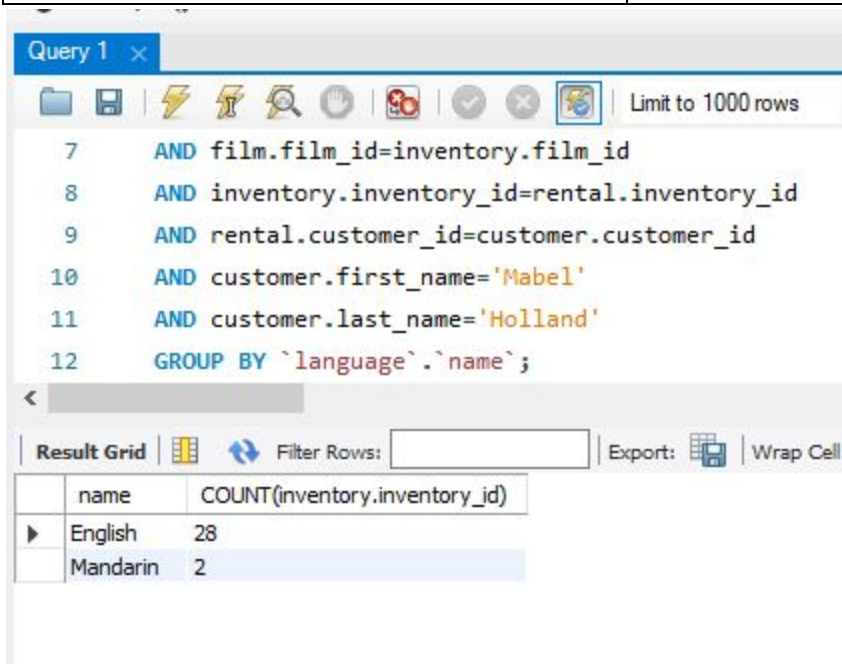 Query 1
Limit to 1000 rows
7 AND film.film_id=inventory.film_id
8 AND inventory.inventory_id=rental.inventory_id
9 AND rental.customer_id=customer.customer_id
10 AND customer.first_name='Mabel'
11 AND customer.last_name='Holland'
12 GROUP BY `language`.`name`;
Result Grid Filter Rows: Export: Wrap Cell
name COUNT(inventory.inventory_id)
English 28
Mandarin 2